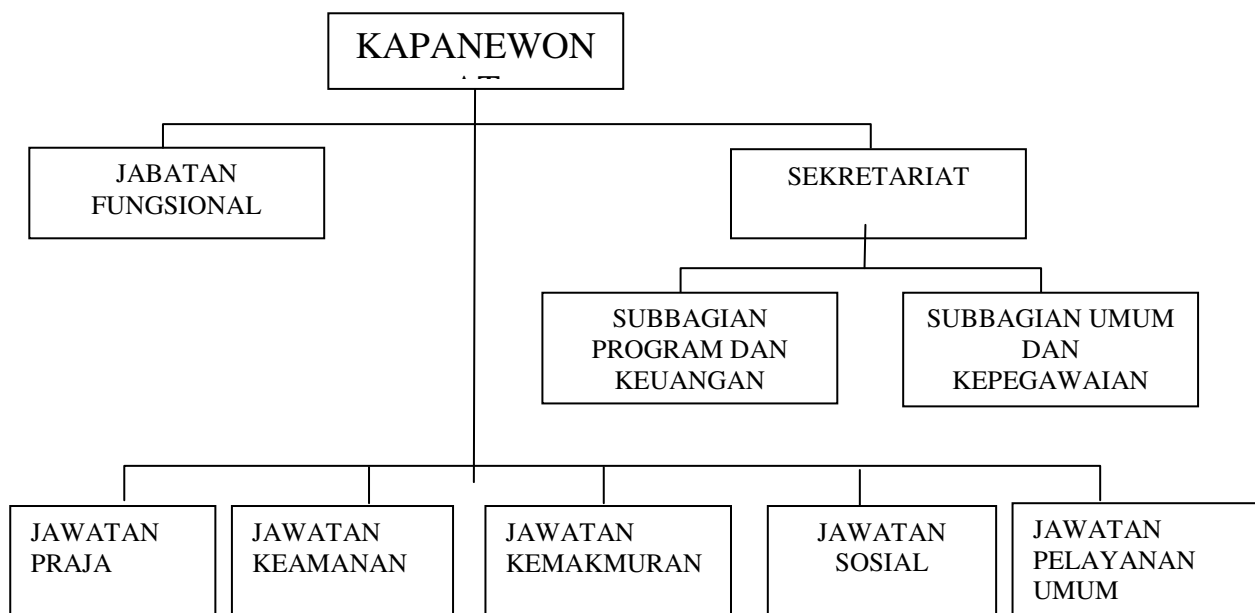 KAPANEWON
JABATAN
FUNGSIONAL
SEKRETARIAT
SUBBAGIAN
PROGRAM DAN
KEUANGAN
SUBBAGIAN UMUM
DAN
KEPEGAWAIAN
JAWATAN
PRAJA
JAWATAN
KEAMANAN
JAWATAN
KEMAKMURAN
JAWATAN
SOSIAL
JAWATAN
PELAYANAN
UMUM